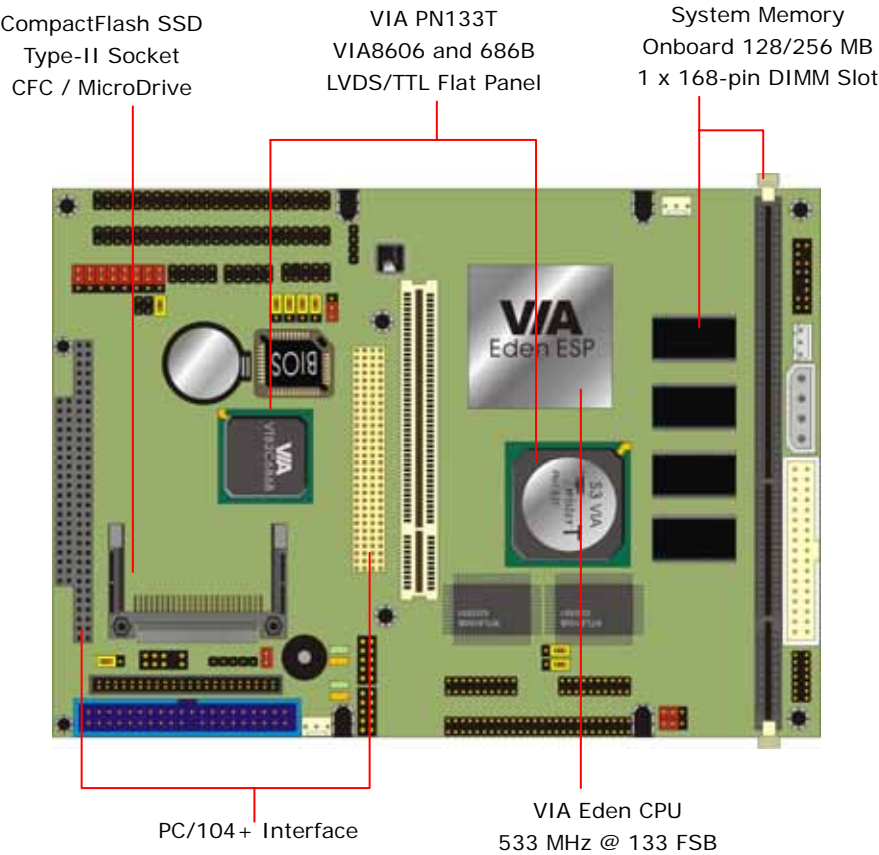 CompactFlash SSD
Type-II Socket
CFC / MicroDrive
VIA PN133T
VIA8606 and 686B
LVDS/TTL Flat Panel
System Memory
Onboard 128/256 MB
1 x 168-pin DIMM Slot
VIA
Eden ESP
BIOS
VIA
S3 VIA
T
PC/104+ Interface
VIA Eden CPU
533 MHz @ 133 FSB